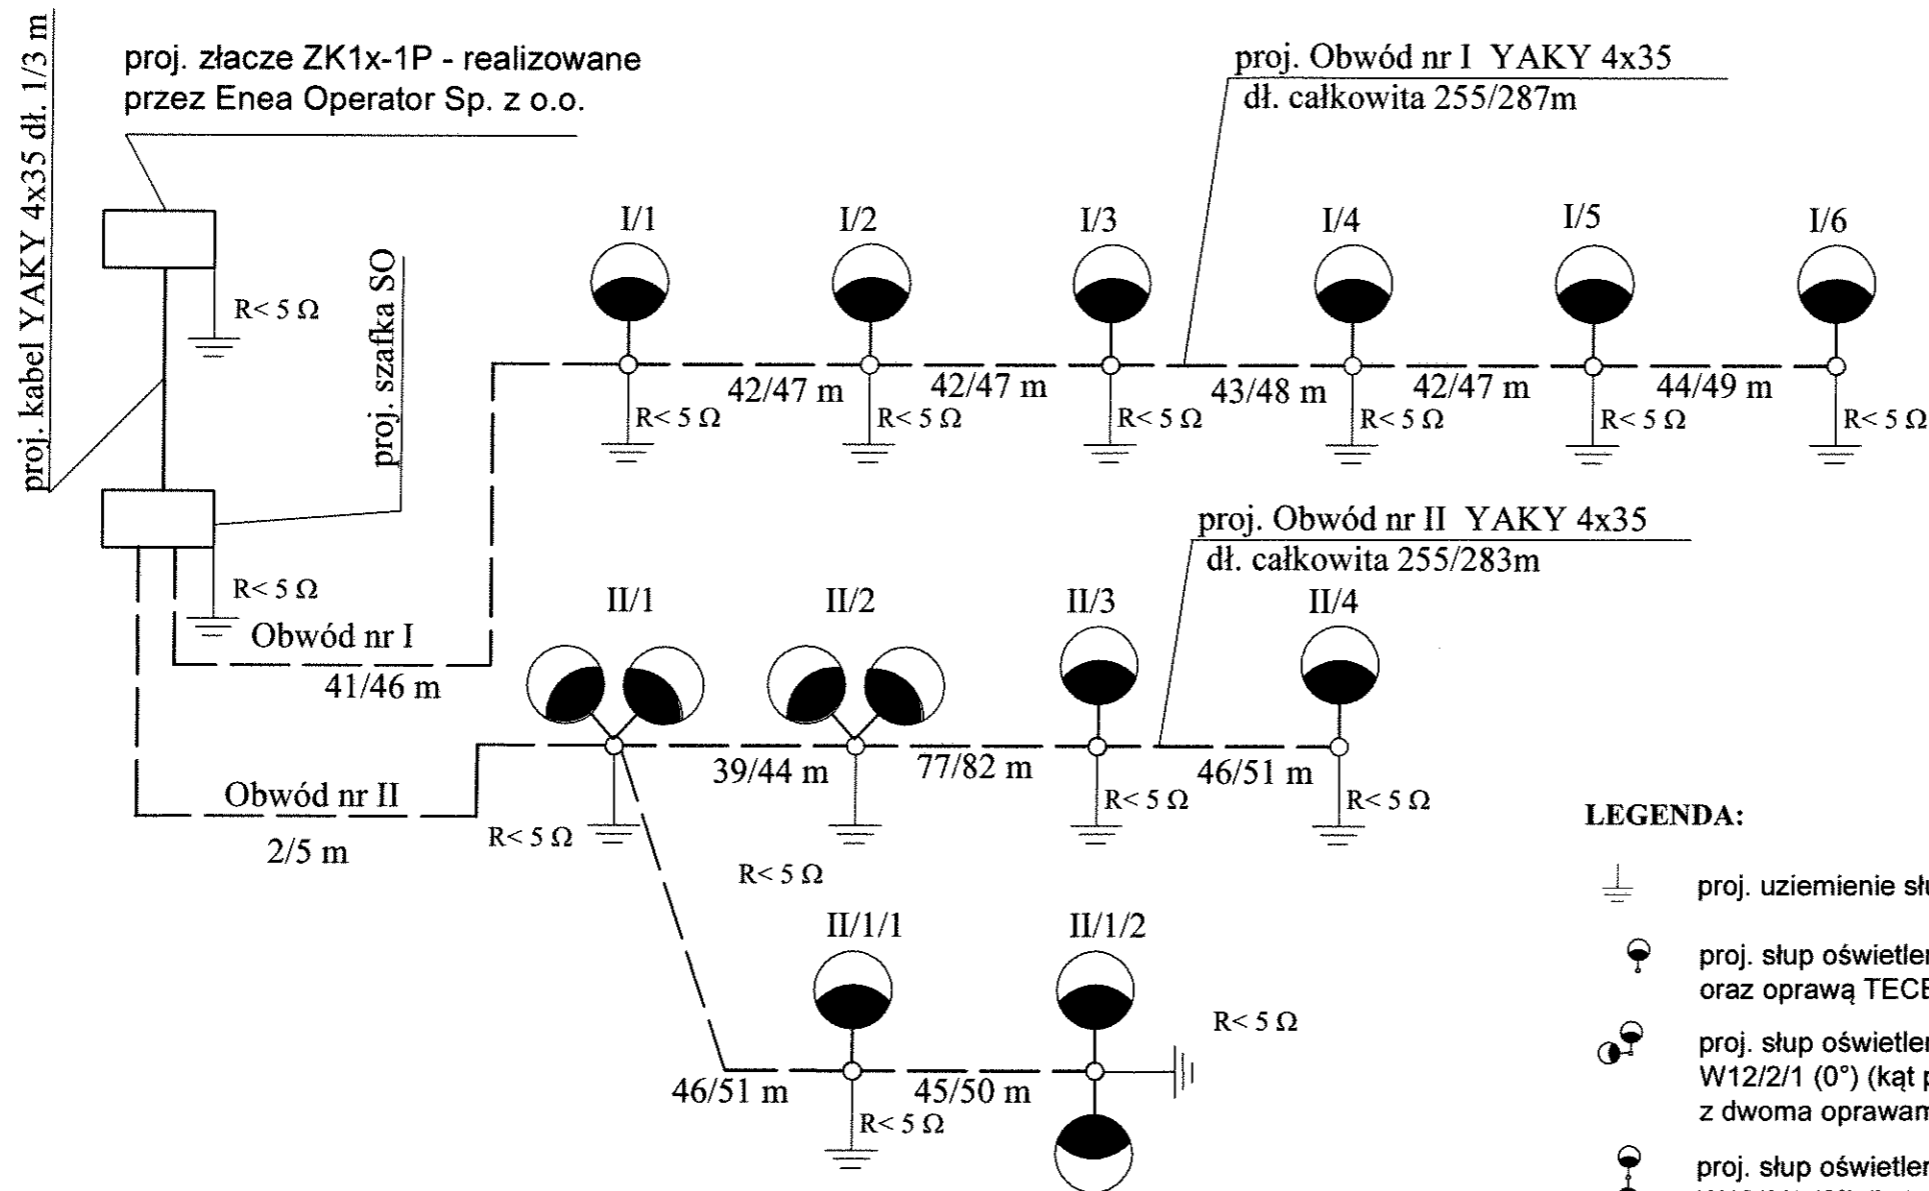 proj. kabel YAKY 4x35 dł. 1/3 m
proj. złacze ZK1x-1P - realizowane
przez Enea Operator Sp. z o.o.
proj. Obwód nr I YAKY 4x35
dł. całkowita 255/287m
I/1
I/2
I/3
I/4
I/5
I/6
R< 5 Ω
proj. szafka SO
42/47 m
42/47 m
43/48 m
42/47 m
44/49 m
R< 5 Ω
R< 5 Ω
R< 5 Ω
R< 5 Ω
R< 5 Ω
R< 5 Ω
proj. Obwód nr II YAKY 4x35
dł. całkowita 255/283m
R< 5 Ω
Obwód nr I
41/46 m
II/1
II/2
II/3
II/4
39/44 m
77/82 m
46/51 m
Obwód nr II
2/5 m
R< 5 Ω
R< 5 Ω
R< 5 Ω
R< 5 Ω
II/1/1
II/1/2
R< 5 Ω
46/51 m
45/50 m
R< 5 Ω
LEGENDA:
proj. uziemienie
proj. słup
oraz oprawą
proj. słup
W12/2/1 (0°) (kąt
z dwoma
proj. słup